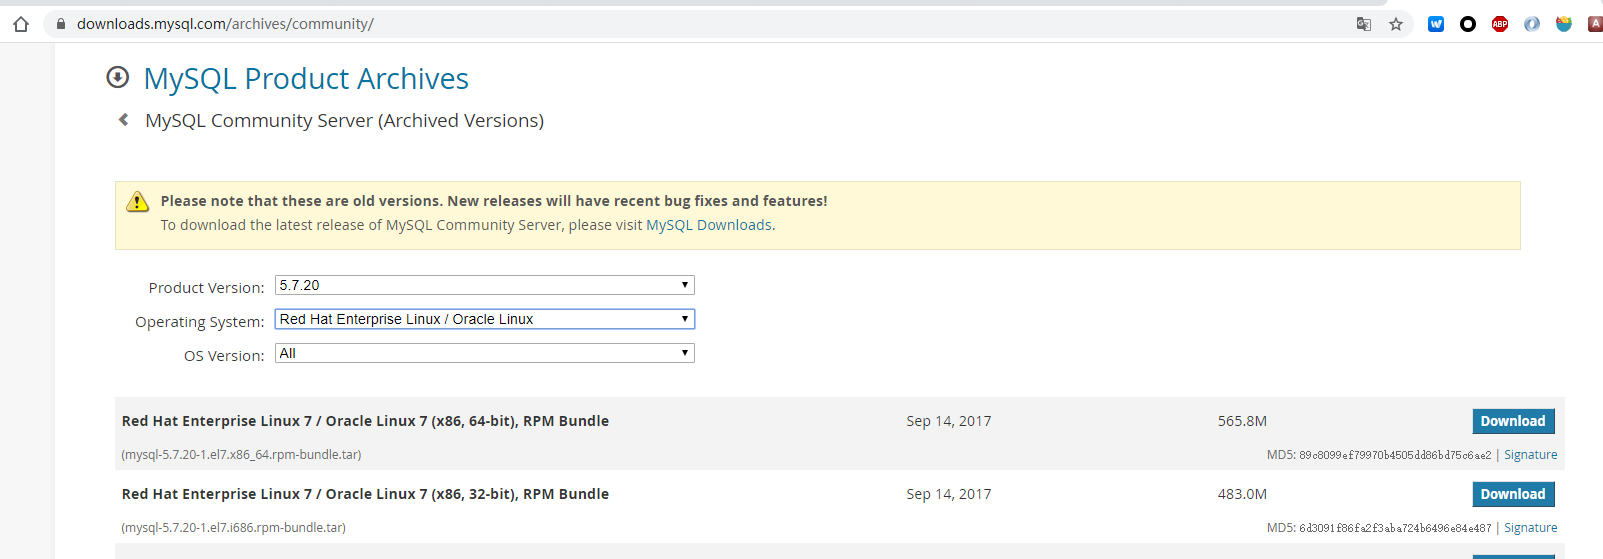 downloads.mysql.com/archives/community/
W
ABP
A
MySQL Product Archives
MySQL Community Server (Archived Versions)
Please note that these are old versions. New releases will have recent bug fixes and features!
To download the latest release of MySQL Community Server, please visit MySQL Downloads.
Product Version: 5.7.20
Operating System: Red Hat Enterprise Linux / Oracle Linux
OS Version: All
Red Hat Enterprise Linux 7 / Oracle Linux 7 (x86, 64-bit), RPM Bundle Sep 14, 2017 565.8M Download
(mysql-5.7.20-1.el7.x86_64.rpm-bundle.tar) MD5: 89c8099ef79970b4505dd86bd75c6ae2 | Signature
Red Hat Enterprise Linux 7 / Oracle Linux 7 (x86, 32-bit), RPM Bundle Sep 14, 2017 483.0M Download
(mysql-5.7.20-1.el7.i686.rpm-bundle.tar) MD5: 6d3091f86fa2f3aba724b6496e84e487 | Signature